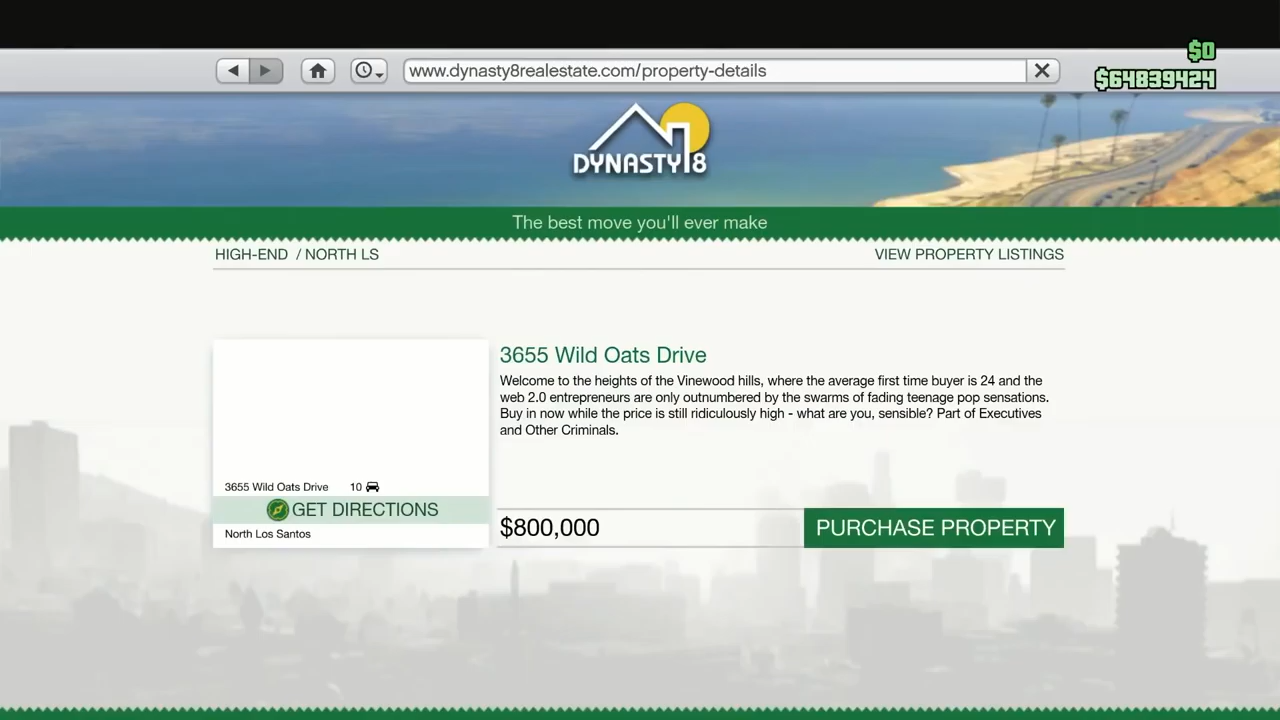 $0
www.dynasty8realestate.com/property-details
$64839424
DYNASTY8
The best move you'll ever make
HIGH-END / NORTH LS
VIEW PROPERTY LISTINGS
3655 Wild Oats Drive
Welcome to the heights of the Vinewood hills, where the average first time buyer is 24 and the
web 2.0 entrepreneurs are only outnumbered by the swarms of fading teenage pop sensations.
Buy in now while the price is still ridiculously high - what are you, sensible? Part of Executives
and Other Criminals.
3655 Wild Oats Drive 10
GET DIRECTIONS
North Los Santos
$800,000
PURCHASE PROPERTY